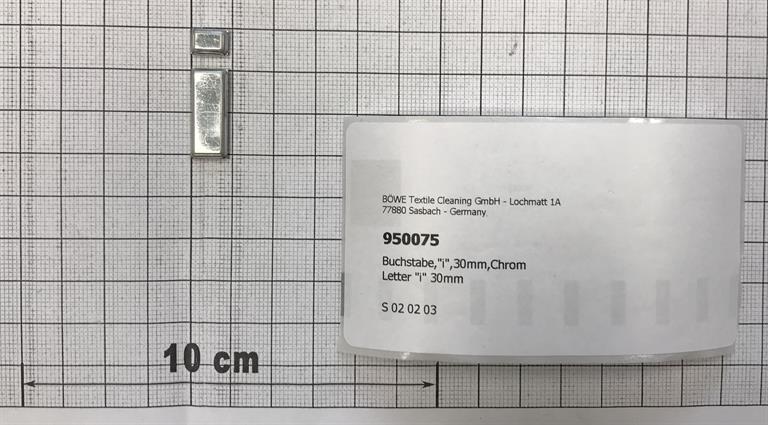 i
BÖWE Textile Cleaning GmbH - Lochmatt 1A
77880 Sasbach - Germany.
950075
Buchstabe,"i",30mm,Chrom
Letter "i" 30mm
S 02 02 03
10 cm